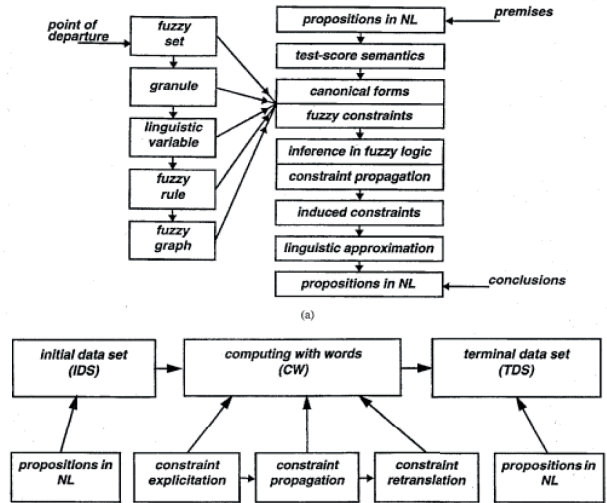 point of
departure
fuzzy
set
granule
linguistic
variable
fuzzy
rule
fuzzy
graph
propositions in NL
premises
test-score semantics
canonical forms
fuzzy constraints
inference in fuzzy logic
constraint propagation
induced constraints
linguistic approximation
propositions in NL
conclusions
(a)
initial data set
(IDS)
computing with words
(CW)
terminal data set
(TDS)
propositions in
NL
constraint
explicitation
constraint
propagation
constraint
retranslation
propositions in
NL